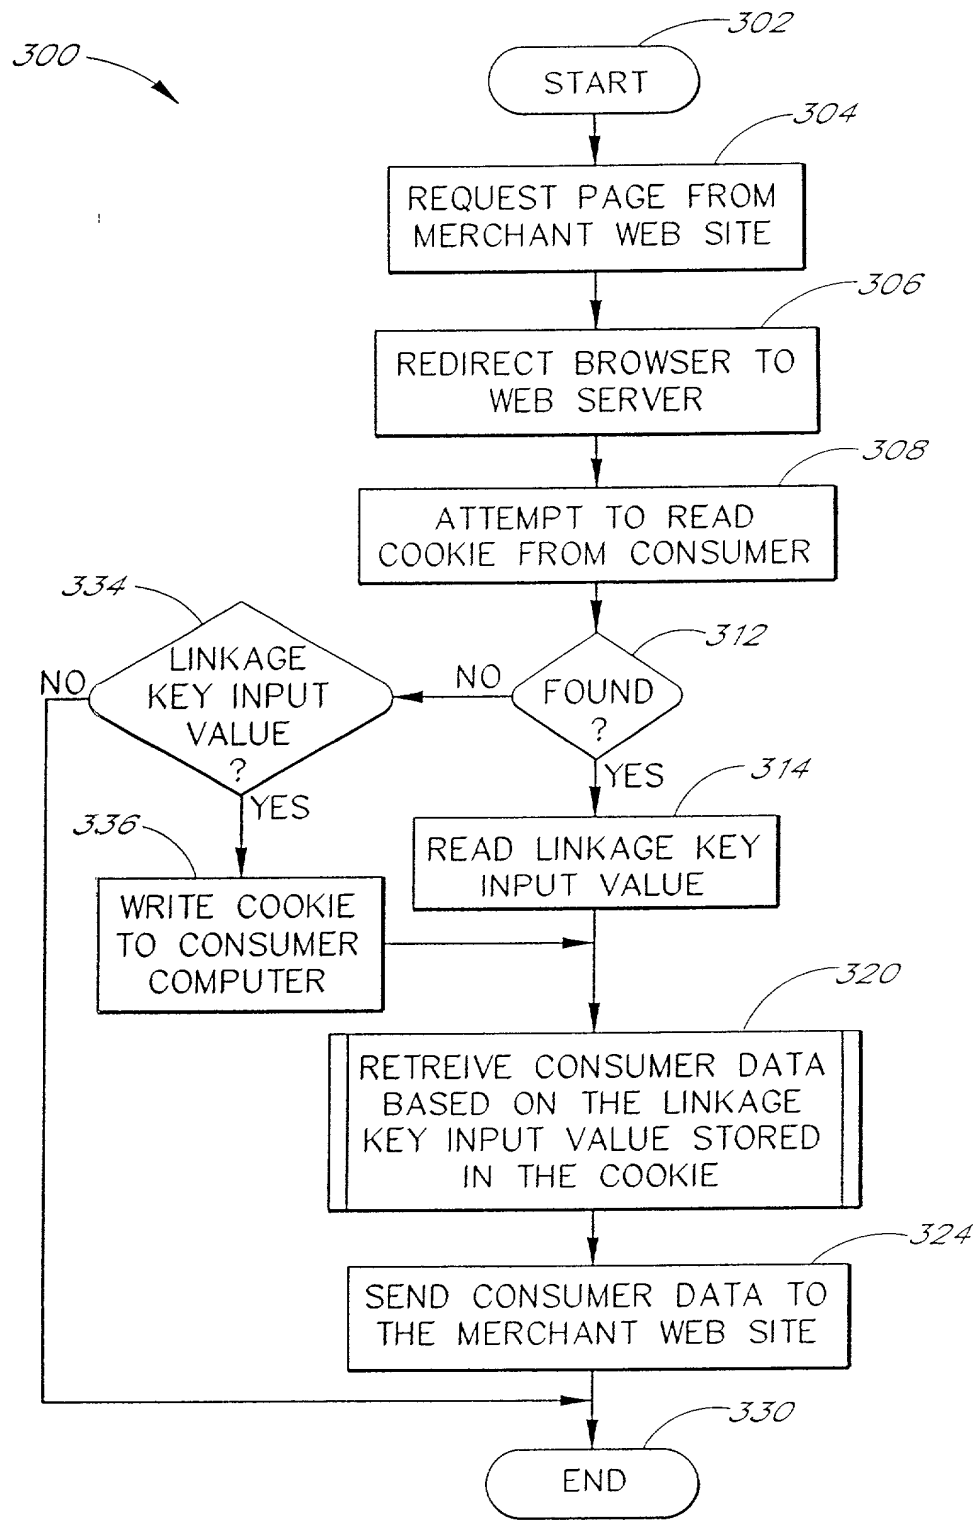 302
300
START
304
REQUEST PAGE FROM
MERCHANT WEB SITE
306
REDIRECT BROWSER TO
WEB SERVER
308
ATTEMPT TO READ
COOKIE FROM CONSUMER
334
312
LINKAGE
KEY INPUT
VALUE
?
NO
NO
FOUND
?
YES
YES
314
READ LINKAGE KEY
INPUT VALUE
336
WRITE COOKIE
TO CONSUMER
COMPUTER
320
RETREIVE CONSUMER DATA
BASED ON THE LINKAGE
KEY INPUT VALUE STORED
IN THE COOKIE
324
SEND CONSUMER DATA TO
THE MERCHANT WEB SITE
330
END